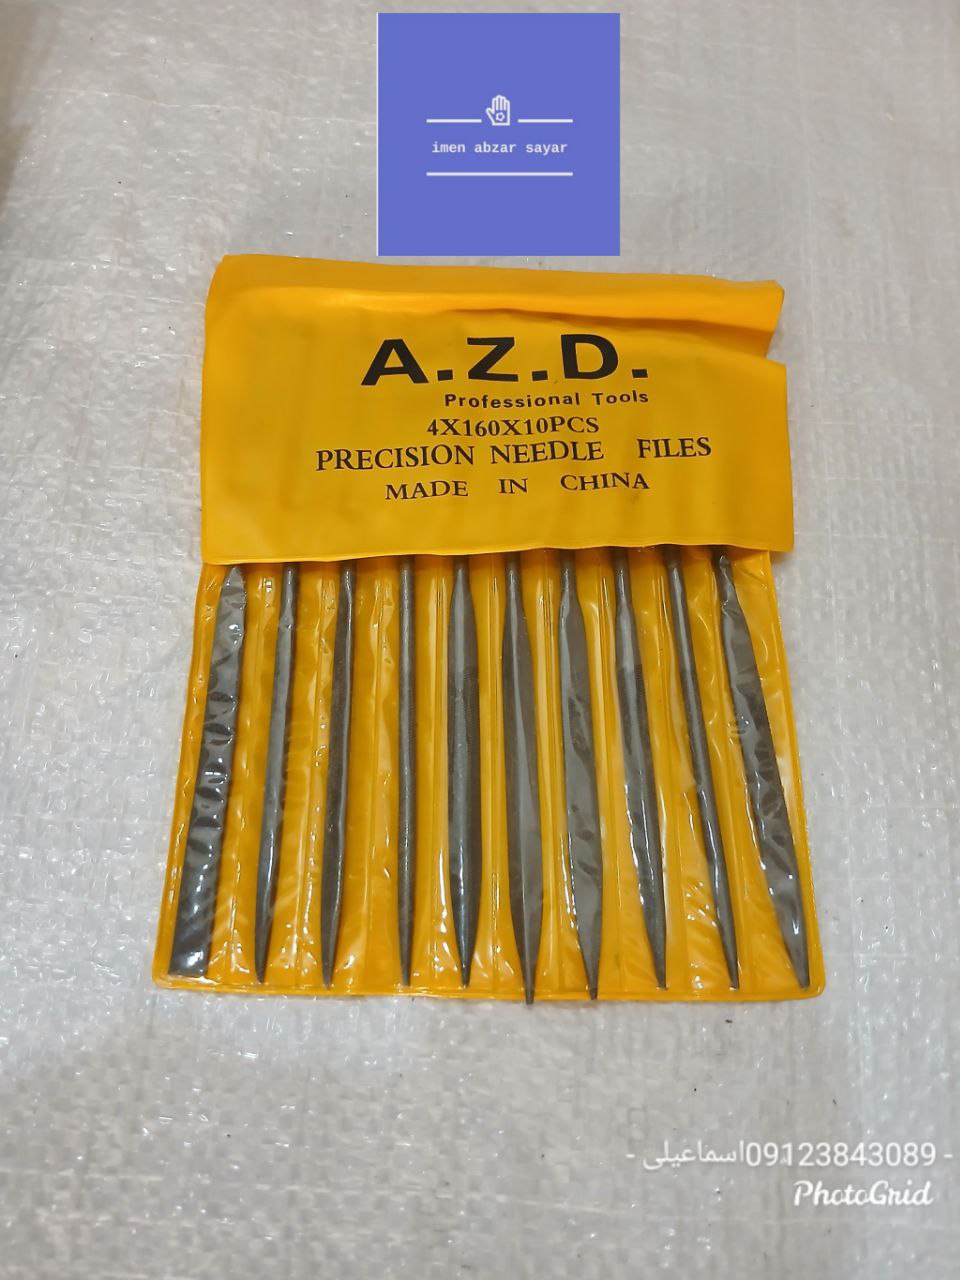 imen abzar sayar
A.Z.D.
Professional Tools
4X160X10PCS
PRECISION NEEDLE FILES
MADE IN CHINA
- 09123843089اسماعیلی -
PhotoGrid